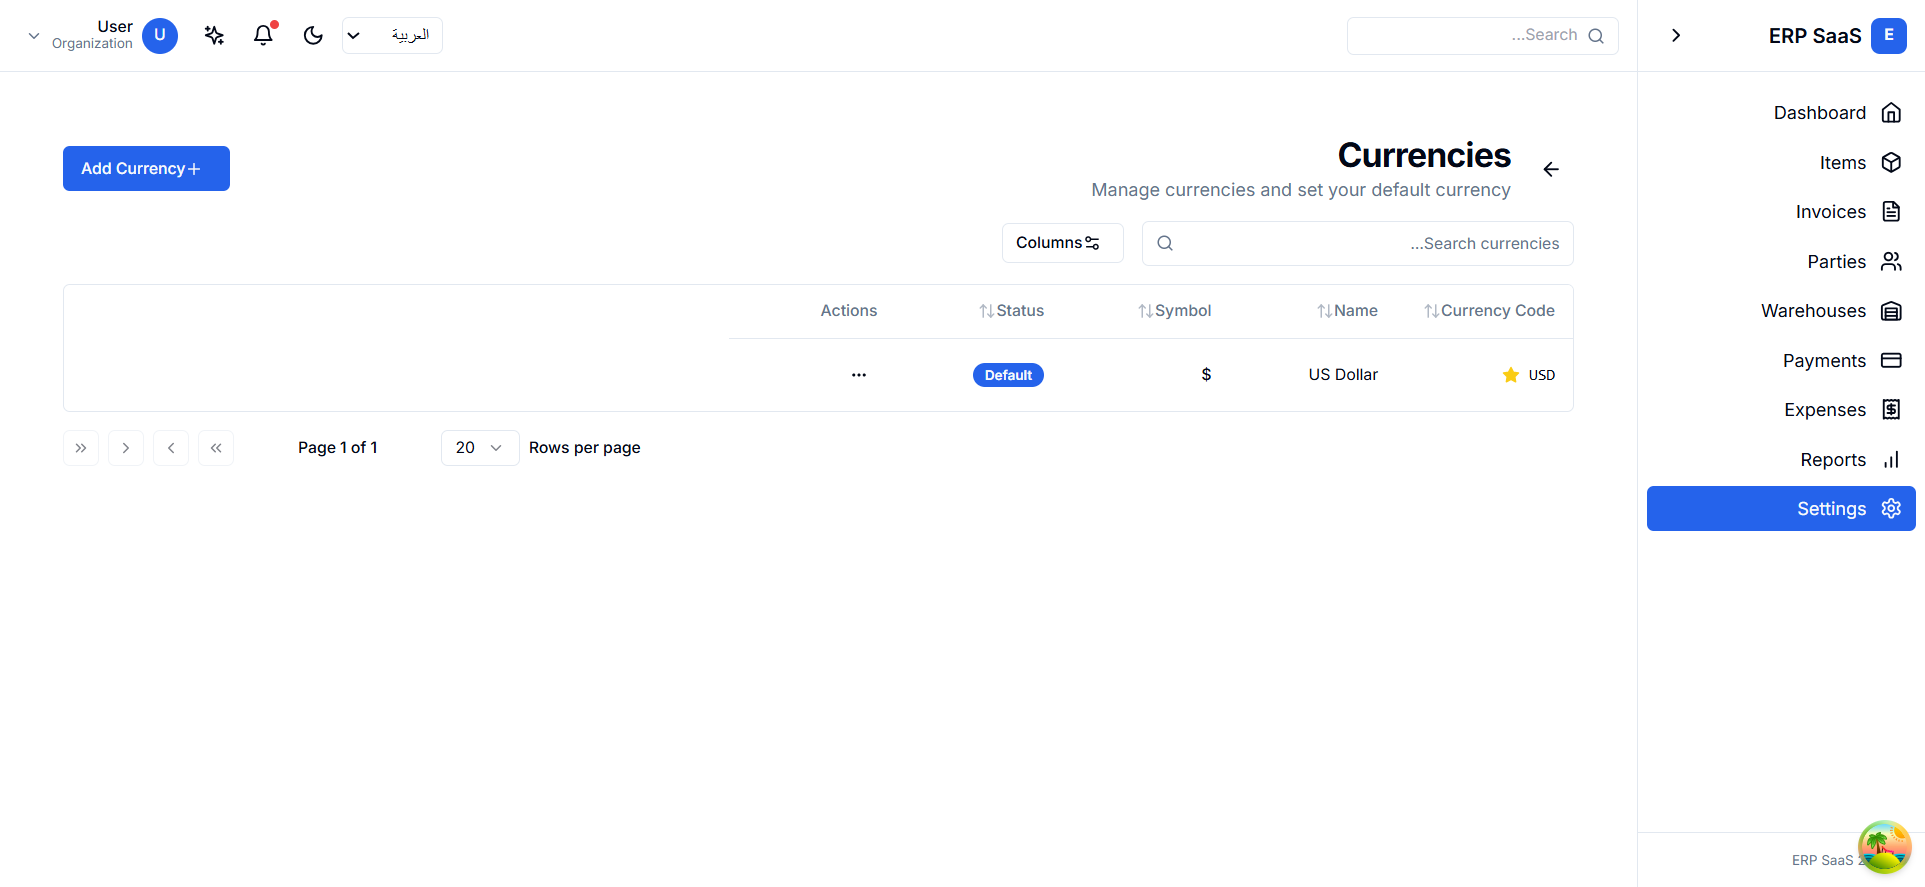 E
ERP SaaS
...Search
العربية
U
User
Organization
Dashboard
Items
Invoices
Parties
Warehouses
Payments
Expenses
Reports
Settings
ERP SaaS
Currencies
Manage currencies and set your default currency
Add Currency
...Search currencies
Columns
Currency Code
Name
Symbol
Status
Actions
USD
US Dollar
$
Default
Rows per page
20
Page 1 of 1